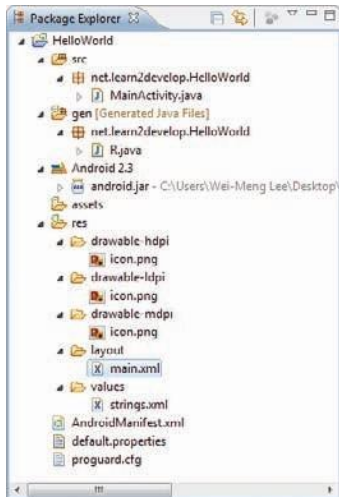 Package Explorer
HelloWorld
src
net.learn2develop.HelloWorld
MainActivity.java
gen [Generated Java Files]
net.learn2develop.HelloWorld
R.java
Android 2.3
android.jar - C:\Users\Wei-Meng Lee\Desktop\
assets
res
drawable-hdpi
icon.png
drawable-ldpi
icon.png
drawable-mdpi
icon.png
layout
main.xml
values
strings.xml
AndroidManifest.xml
default.properties
proguard.cfg